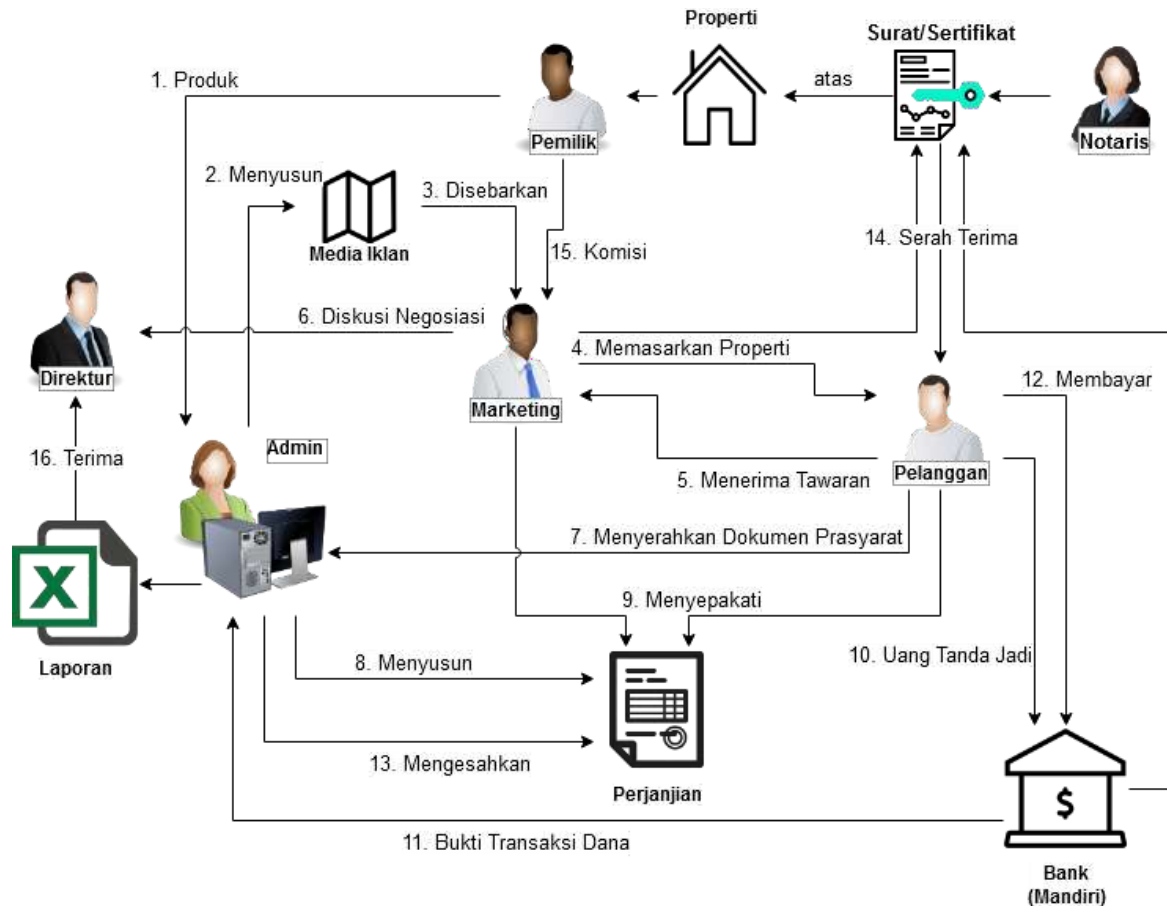 Properti
Surat/Sertifikat
1. Produk
atas
Pemilik
Notaris
2. Menyusun
3. Disebarkan
Media Iklan
15. Komisi
14. Serah Terima
6. Diskusi Negosiasi
4. Memasarkan Properti
Direktur
Marketing
12. Membayar
Admin
16. Terima
5. Menerima Tawaran
Pelanggan
7. Menyerahkan Dokumen Prasyarat
X
9. Menyepakati
Laporan
8. Menyusun
10. Uang Tanda Jadi
13. Mengesahkan
Perjanjian
$
11. Bukti Transaksi Dana
Bank
(Mandiri)